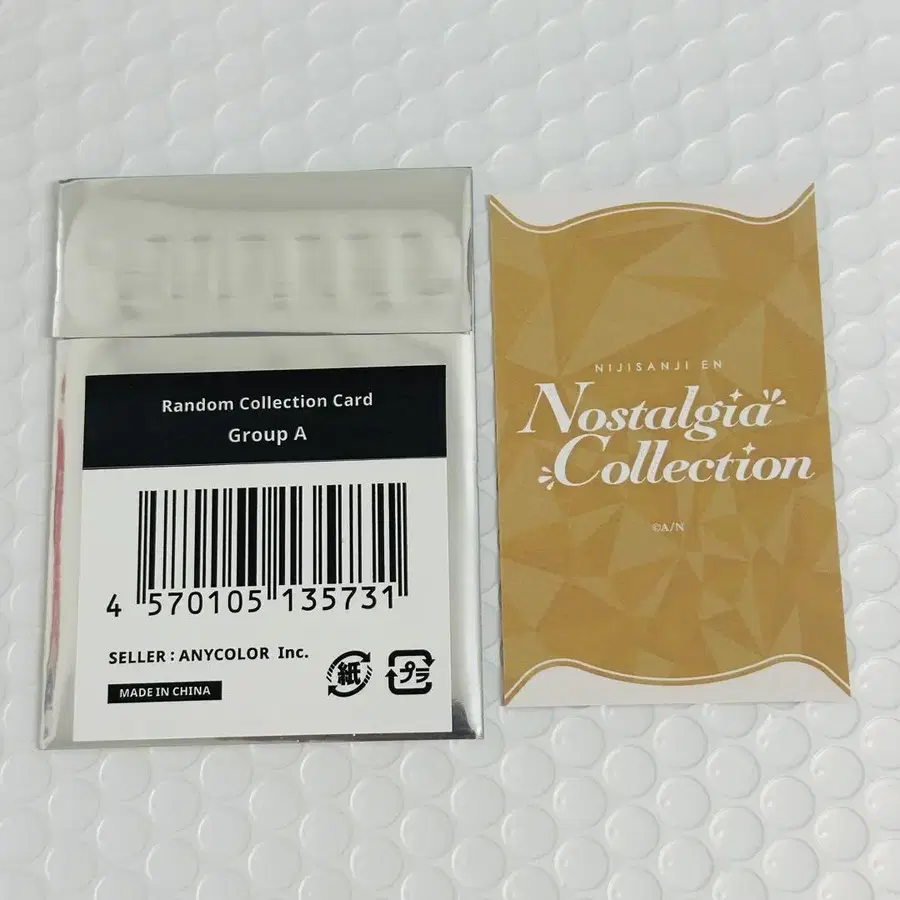 Random Collection Card
Group A
4 570105 135731
SELLER : ANYCOLOR Inc.
MADE IN CHINA
紙
プラ
NIJISANJI EN
Nostalgia
Collection
©A/N